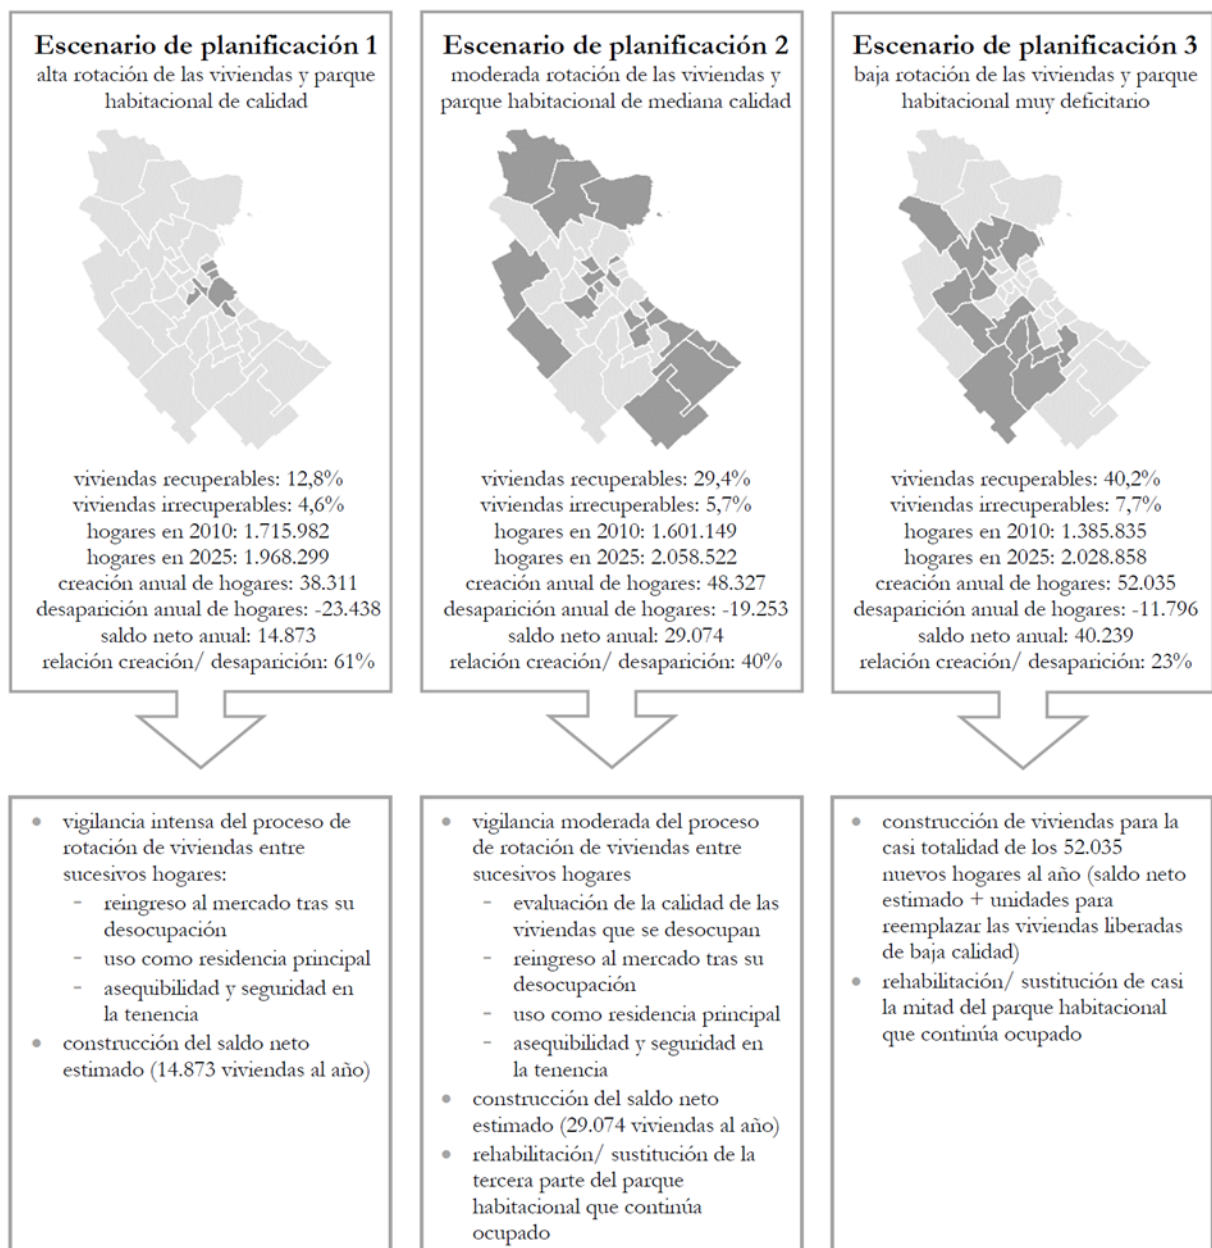 Escenario de planificación 1
alta rotación de las viviendas y parque
habitacional de calidad
viviendas recuperables: 12,8%
viviendas irrecuperables: 4,6%
hogares en 2010: 1.715.982
hogares en 2025: 1.968.299
creación anual de hogares: 38.311
desaparición anual de hogares: -23.438
saldo neto anual: 14.873
relación creación/ desaparición: 61%
• vigilancia intensa del proceso de
rotación de viviendas entre
sucesivos hogares:
- reingreso al mercado tras su
desocupación
- uso como residencia principal
- asequibilidad y seguridad en
la tenencia
• construcción del saldo neto
estimado (14.873 viviendas al año)
Escenario de planificación 2
moderada rotación de las viviendas y
parque habitacional de mediana calidad
viviendas recuperables: 29,4%
viviendas irrecuperables: 5,7%
hogares en 2010: 1.601.149
hogares en 2025: 2.058.522
creación anual de hogares: 48.327
desaparición anual de hogares: -19.253
saldo neto anual: 29.074
relación creación/ desaparición: 40%
• vigilancia moderada del proceso
de rotación de viviendas entre
sucesivos hogares
- evaluación de la calidad de las
viviendas que se desocupan
- reingreso al mercado tras su
desocupación
- uso como residencia principal
- asequibilidad y seguridad en
la tenencia
• construcción del saldo neto
estimado (29.074 viviendas al año)
• rehabilitación/ sustitución de la
tercera parte del parque
habitacional que continúa
ocupado
Escenario de planificación 3
baja rotación de las viviendas y parque
habitacional muy deficitario
viviendas recuperables: 40,2%
viviendas irrecuperables: 7,7%
hogares en 2010: 1.385.835
hogares en 2025: 2.028.858
creación anual de hogares: 52.035
desaparición anual de hogares: -11.796
saldo neto anual: 40.239
relación creación/ desaparición: 23%
• construcción de viviendas para la
casi totalidad de los 52.035
nuevos hogares al año (saldo neto
estimado + unidades para
reemplazar las viviendas liberadas
de baja calidad)
• rehabilitación/ sustitución de casi
la mitad del parque habitacional
que continúa ocupado